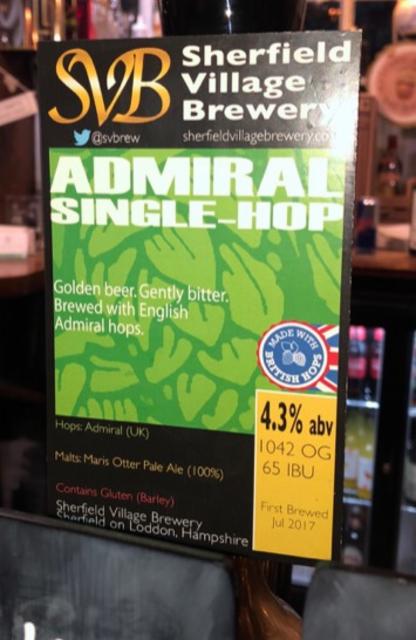 SVB
Sherfield
Village
Brewery
@svbrew
sherfieldvillagebrewery.co
ADMIRAL
SINGLE-HOP
Golden beer. Gently bitter.
Brewed with English
Admiral hops.
MADE WITH
BRITISH HOPS
4.3% abv
1042 OG
65 IBU
First Brewed
Jul 2017
Hops: Admiral (UK)
Malts: Maris Otter Pale Ale (100%)
Contains Gluten (Barley)
Sherfield Village Brewery
Sherfield on Loddon, Hampshire